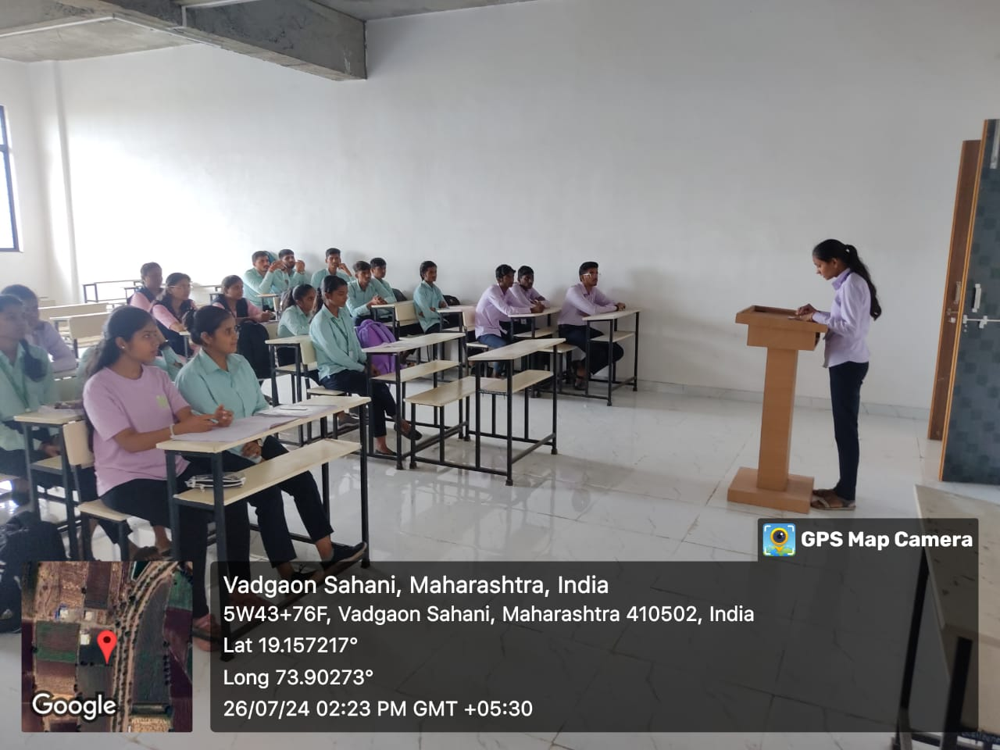 GPS Map Camera
Vadgaon Sahani, Maharashtra, India
5W43+76F, Vadgaon Sahani, Maharashtra 410502, India
Lat 19.157217°
Long 73.90273°
26/07/24 02:23 PM GMT +05:30
Google